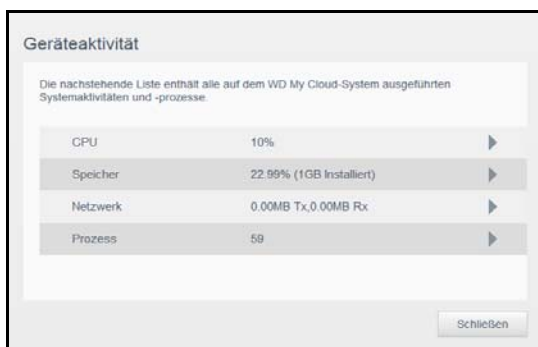 Geräteaktivität
Die nachstehende Liste enthält alle auf dem WD My Cloud-System ausgeführten
Systemaktivitäten und -prozesse.
CPU 10%
Speicher 22.99% (1GB Installiert)
Netzwerk 0.00MB Tx,0.00MB Rx
Prozess 59
Schließen